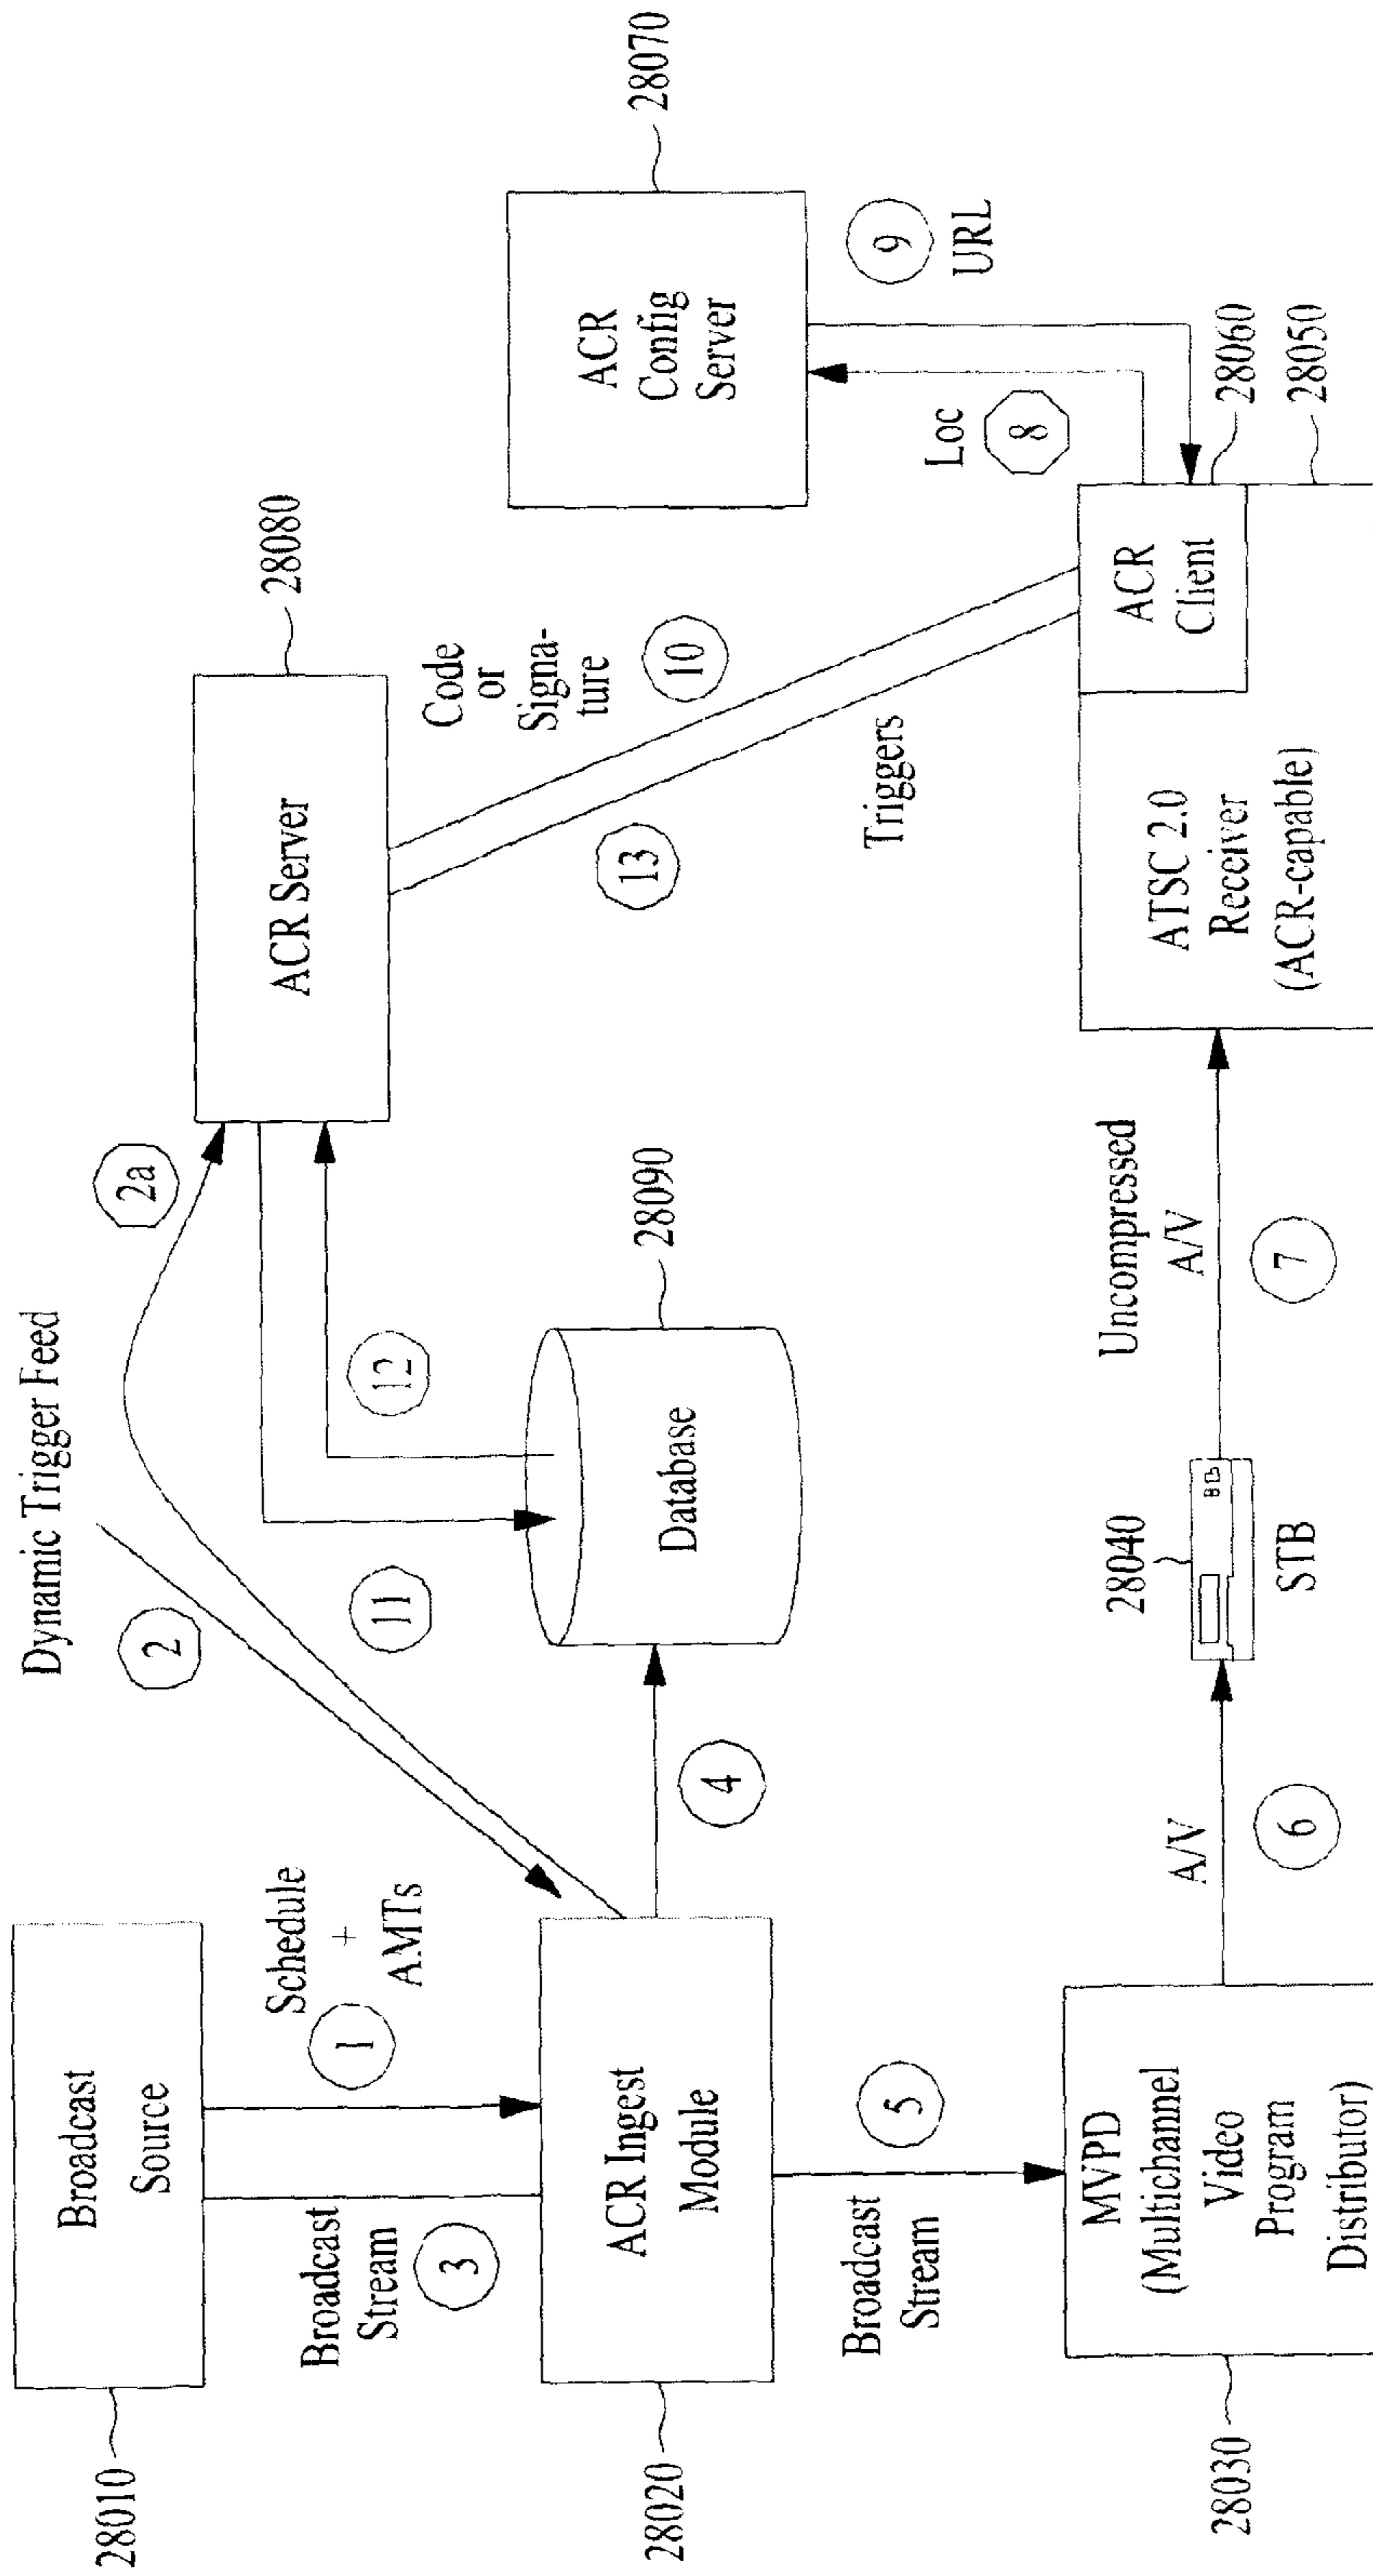 Dynamic Trigger Feed
28010
Broadcast
Source
Schedule
+
AMTs
1
2
2a
Broadcast
Stream
3
28020
ACR Ingest
Module
4
11
12
Database
28090
ACR Server
28080
Code
or
Signa-
ture
10
13
Triggers
ACR
Config
Server
28070
9
URL
Loc
8
Broadcast
Stream
5
28030
MVPD
(Multichannel
Video
Program
Distributor)
A/V
6
28040
STB
Uncompressed
A/V
7
ATSC 2.0
Receiver
(ACR-capable)
ACR
Client
28060
28050